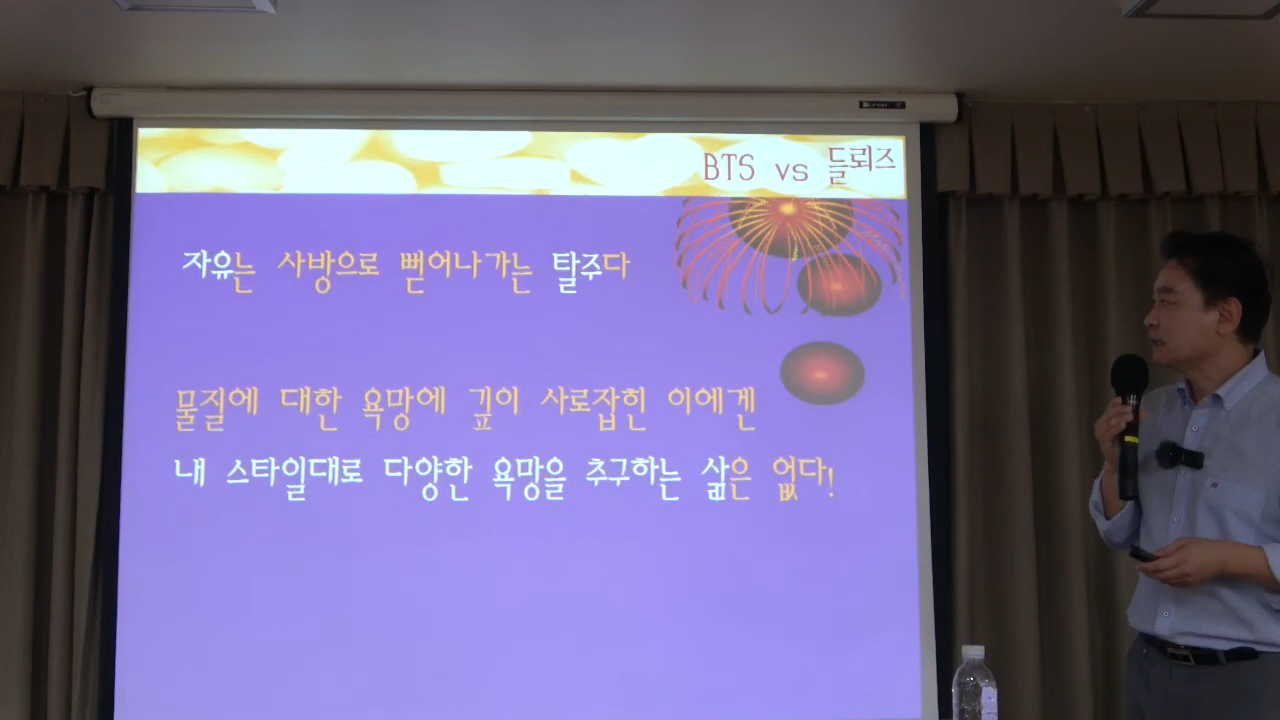 BTS vs 들뢰즈
자유는 사방으로 뻗어나가는 탈주다
물질에 대한 욕망에 깊이 사로잡힌 이에겐
내 스타일대로 다양한 욕망을 추구하는 삶은 없다!